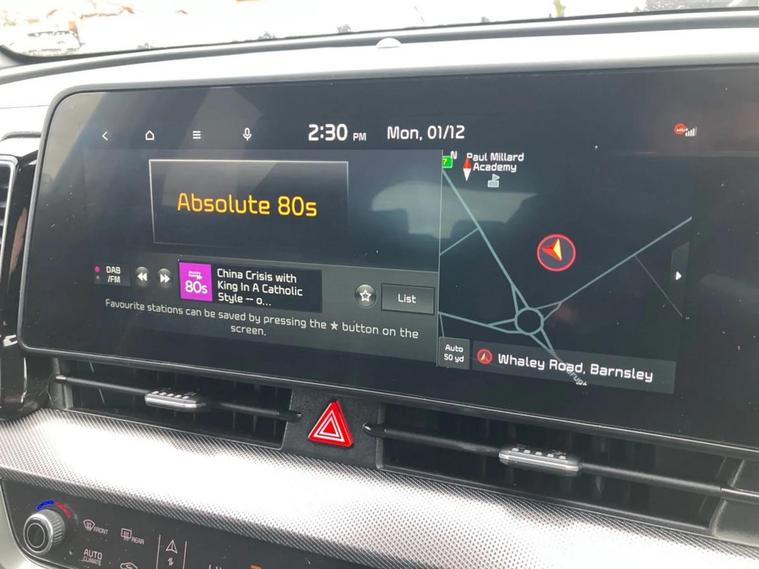 2:30 PM Mon, 01/12
Absolute 80s
DAB
/FM
80s
China Crisis with
King In A Catholic
Style -- o...
List
Favourite stations can be saved by pressing the ★ button on the
screen.
7
N
Paul Millard
Academy
Auto
50 yd
Whaley Road, Barnsley
FRONT
REAR
AUTO
CLIMATE